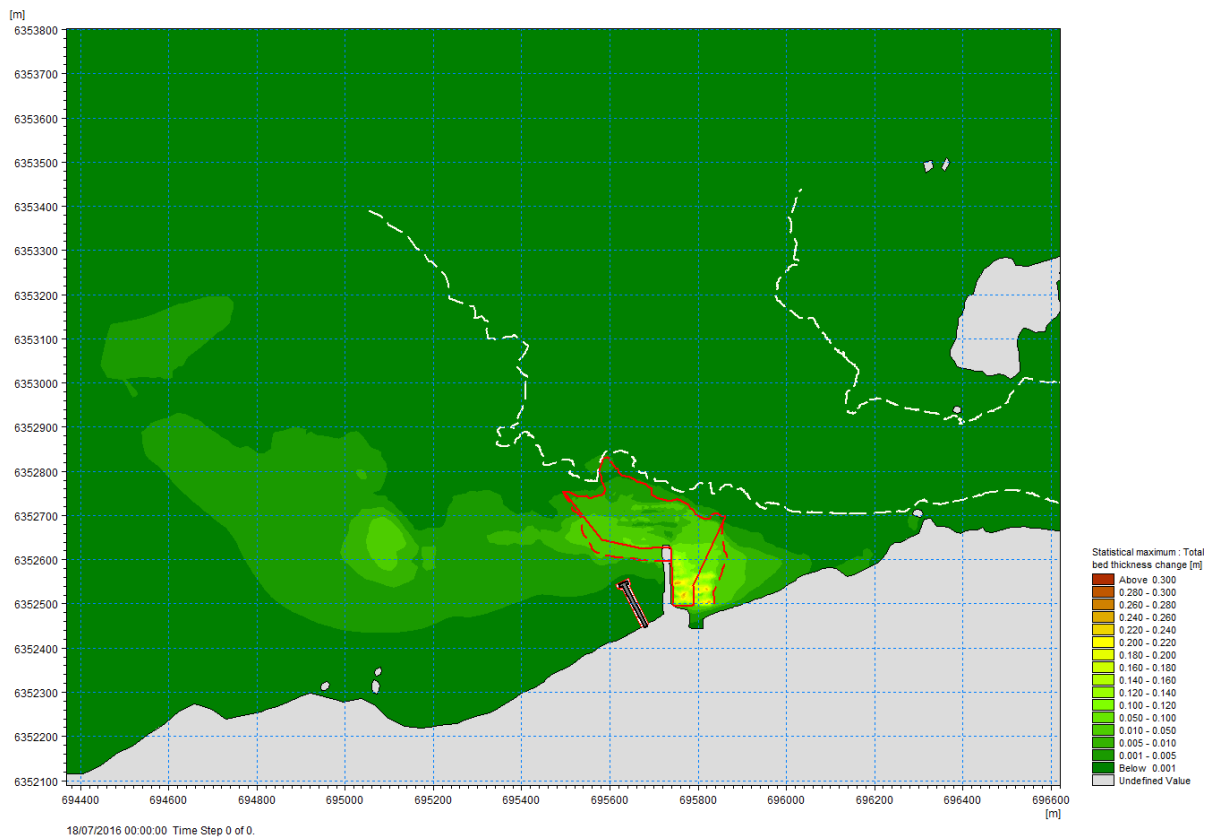 [m]
6353800
6353700
6353600
6353500
6353400
6353300
6353200
6353100
6353000
6352900
6352800
6352700
6352600
6352500
6352400
6352300
6352200
6352100
694400 694600 694800 695000 695200 695400 695600 695800 696000 696200 696400 696600
[m]
Statistical maximum : Total
bed thickness change [m]
Above 0.300
0.280 - 0.300
0.260 - 0.280
0.240 - 0.260
0.220 - 0.240
0.200 - 0.220
0.180 - 0.200
0.160 - 0.180
0.140 - 0.160
0.120 - 0.140
0.100 - 0.120
0.050 - 0.100
0.010 - 0.050
0.005 - 0.010
0.001 - 0.005
Below 0.001
Undefined Value
18/07/2016 00:00:00 Time Step 0 of 0.